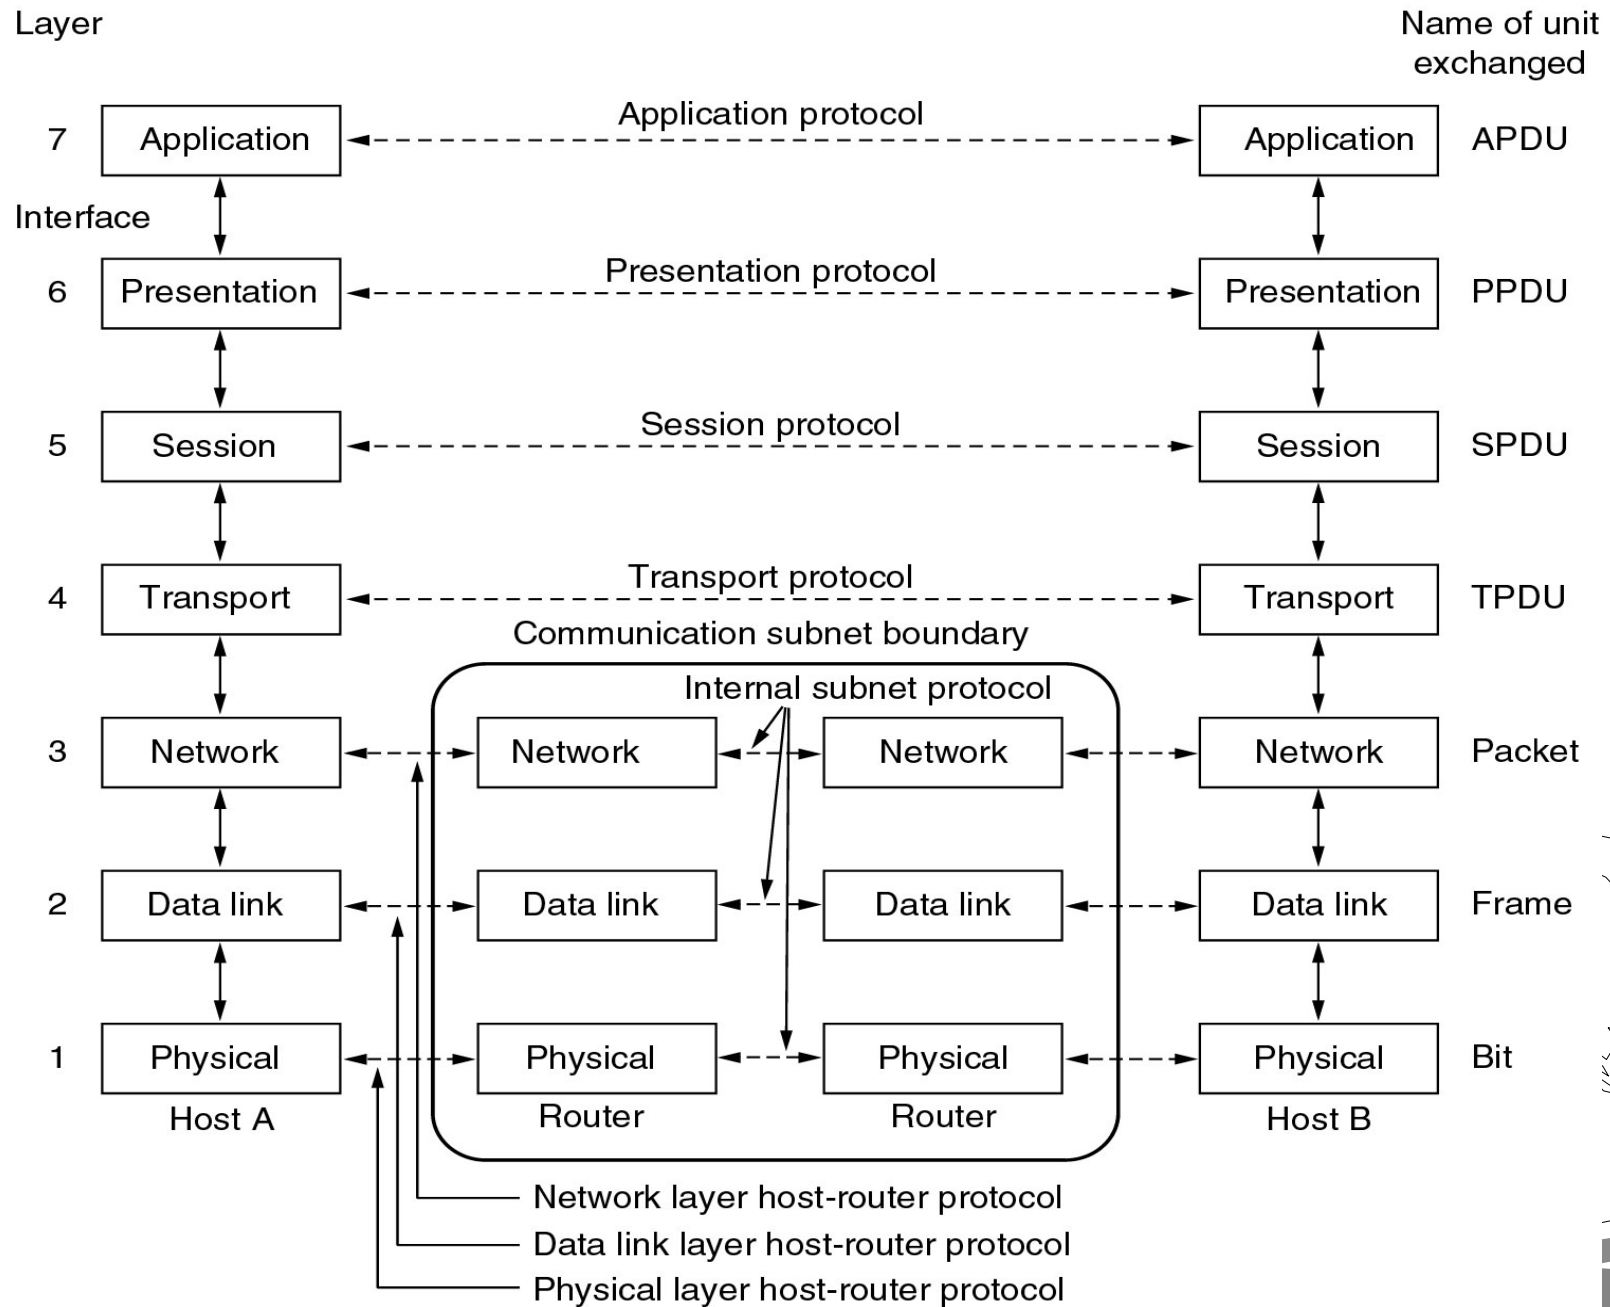 Layer
Name of unit
exchanged
Application protocol
7 Application Application APDU
Interface
Presentation protocol
6 Presentation Presentation PPDU
Session protocol
5 Session Session SPDU
Transport protocol
4 Transport Transport TPDU
Communication subnet boundary
Internal subnet protocol
3 Network Network Network Network Packet
2 Data link Data link Data link Data link Frame
1 Physical Physical Physical Physical Bit
Host A Router Router Host B
Network layer host-router protocol
Data link layer host-router protocol
Physical layer host-router protocol